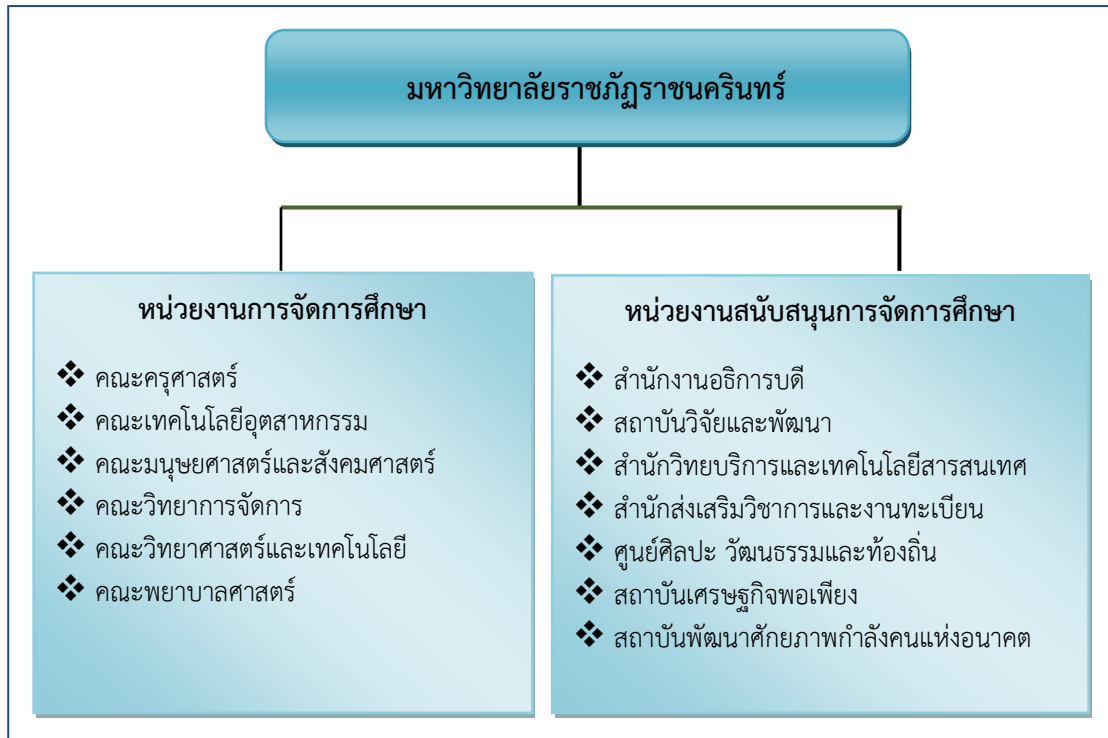 มหาวิทยาลัยราชภัฏราชนครินทร์
หน่วยงานการจัดการศึกษา
คณะครุศาสตร์
คณะเทคโนโลยีอุตสาหกรรม
คณะมนุษยศาสตร์และสังคมศาสตร์
คณะวิทยาการจัดการ
คณะวิทยาศาสตร์และเทคโนโลยี
คณะพยาบาลศาสตร์
หน่วยงานสนับสนุนการจัดการศึกษา
สำนักงานอธิการบดี
สถาบันวิจัยและพัฒนา
สำนักวิทยบริการและเทคโนโลยีสารสนเทศ
สำนักส่งเสริมวิชาการและงานทะเบียน
ศูนย์ศิลปะ วัฒนธรรมและท้องถิ่น
สถาบันเศรษฐกิจพอเพียง
สถาบันพัฒนาศักยภาพกำลังคนแห่งอนาคต